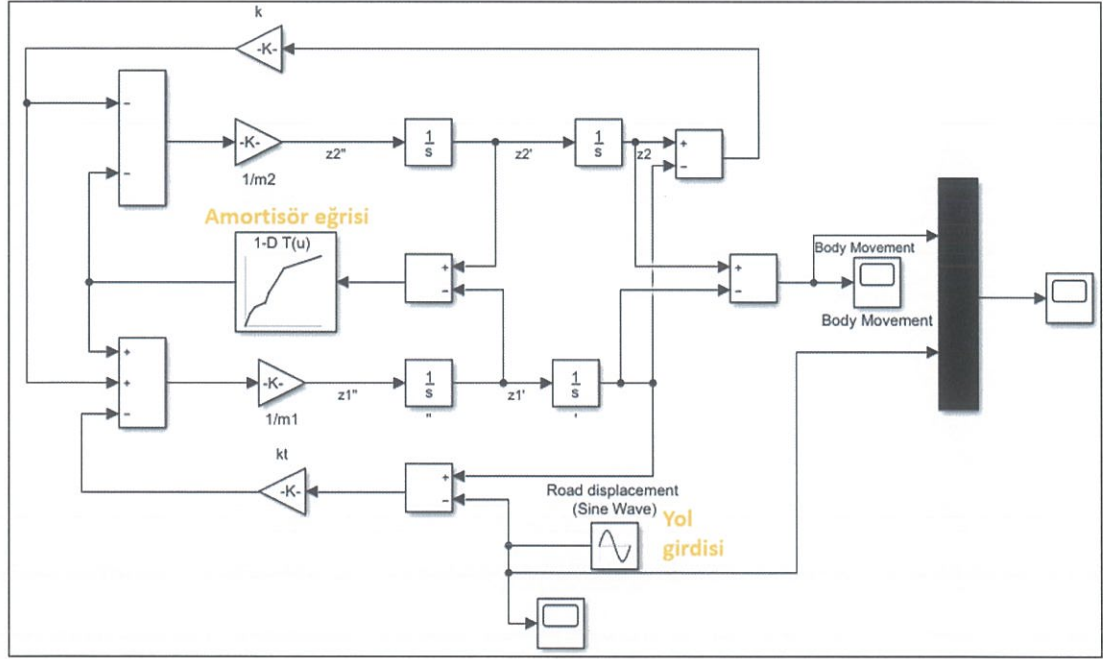 k
-K-
-
-
-K-
1/m2
z2"
1
s
z2'
1
s
z2
+
-
Amortisör eğrisi
1-D T(u)
+
-
+
-
Body Movement
Body Movement
+
+
-
-K-
1/m1
z1"
1
s
"
z1'
1
s
'
kt
-K-
+
-
Road displacement
(Sine Wave)
Yol
girdisi